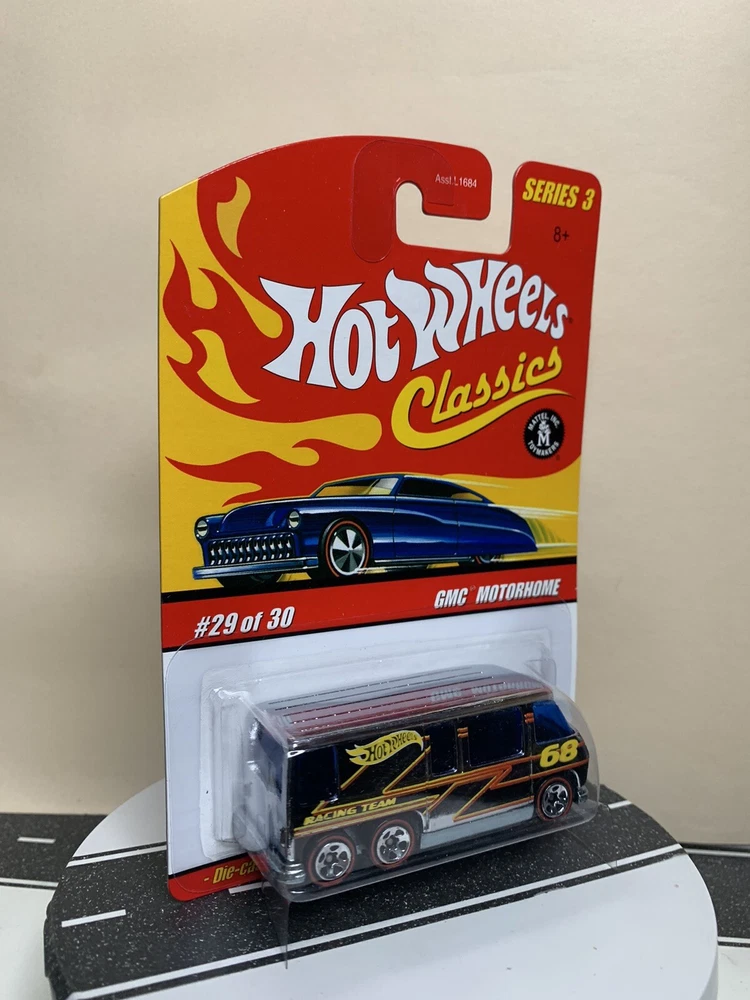 Asst.L1684
SERIES 3
8+
HOT WHEELS
Classics
MATTEL, INC.
M
TOYMAKERS
#29 of 30
GMC MOTORHOME
HOT WHEELS
68
RACING TEAM